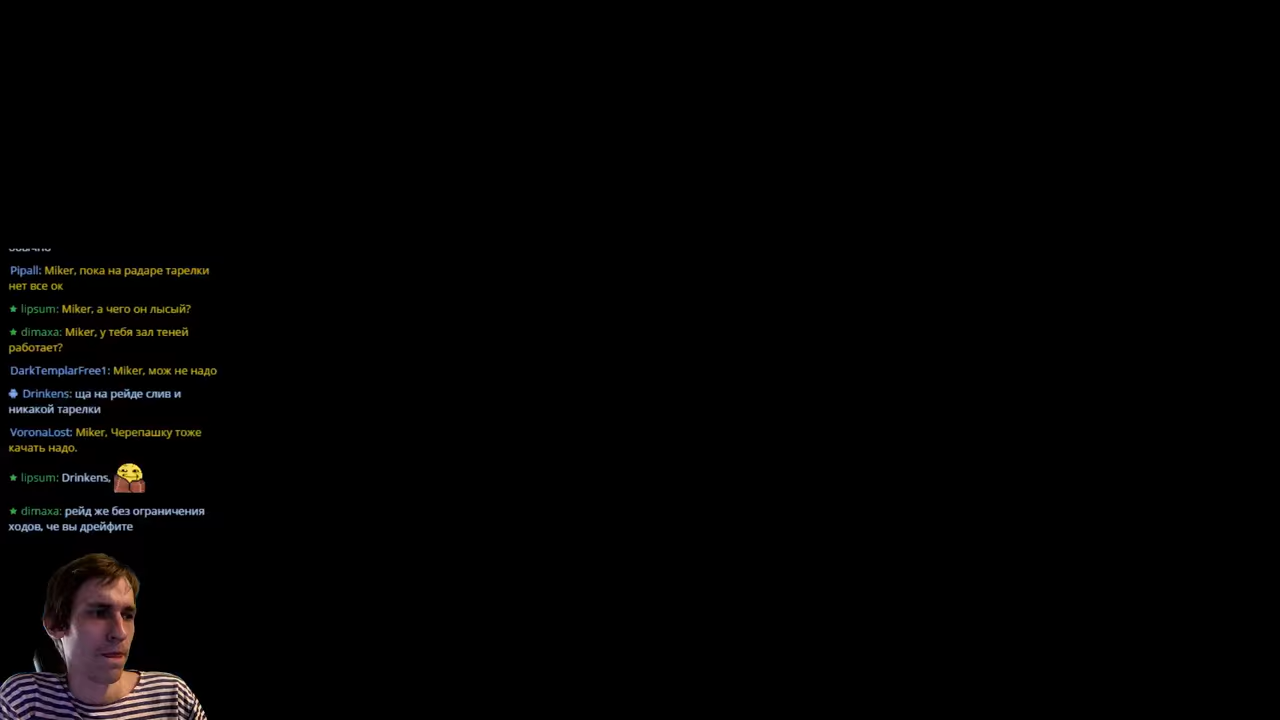 Pipall: Miker, пока на радаре тарелки
нет все ок
lipsum: Miker, а чего он лысый?
dimaxa: Miker, у тебя зал теней
работает?
DarkTemplarFree1: Miker, мож не надо
Drinkens: ща на рейде слив и
никакой тарелки
VoronaLost: Miker, Черепашку тоже
качать надо.
lipsum: Drinkens,
dimaxa: рейд же без ограничения
ходов, че вы дрейфите